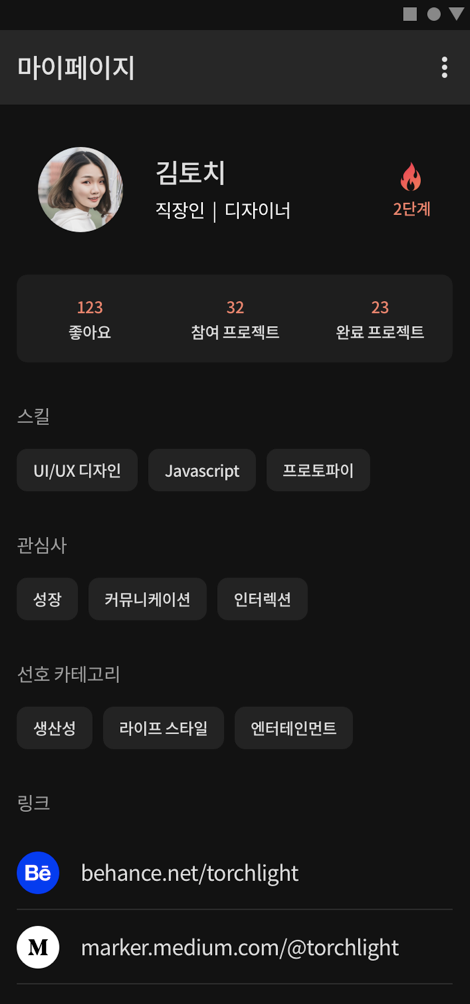 마이페이지
김토치
직장인 | 디자이너
2단계
123 32 23
좋아요 참여 프로젝트 완료 프로젝트
스킬
UI/UX 디자인 Javascript 프로토파이
관심사
성장 커뮤니케이션 인터렉션
선호 카테고리
생산성 라이프 스타일 엔터테인먼트
링크
Bē behance.net/torchlight
M marker.medium.com/@torchlight